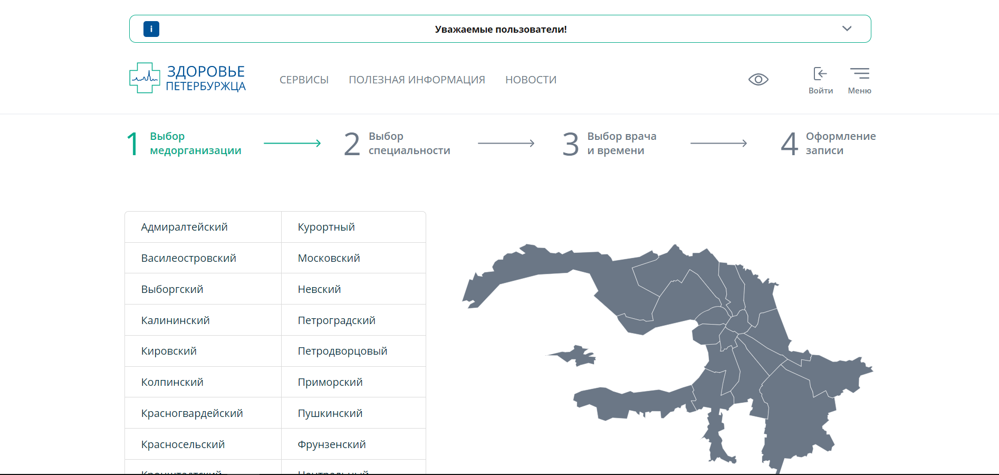 Уважаемые пользователи!
ЗДОРОВЬЕ
ПЕТЕРБУРЖЦА
СЕРВИСЫ ПОЛЕЗНАЯ ИНФОРМАЦИЯ НОВОСТИ
Войти Меню
1 Выбор
медорганизации
2 Выбор
специальности
3 Выбор врача
и времени
4 Оформление
записи
Адмиралтейский Курортный
Василеостровский Московский
Выборгский Невский
Калининский Петроградский
Кировский Петродворцовый
Колпинский Приморский
Красногвардейский Пушкинский
Красносельский Фрунзенский
Кронштадтский Центральный